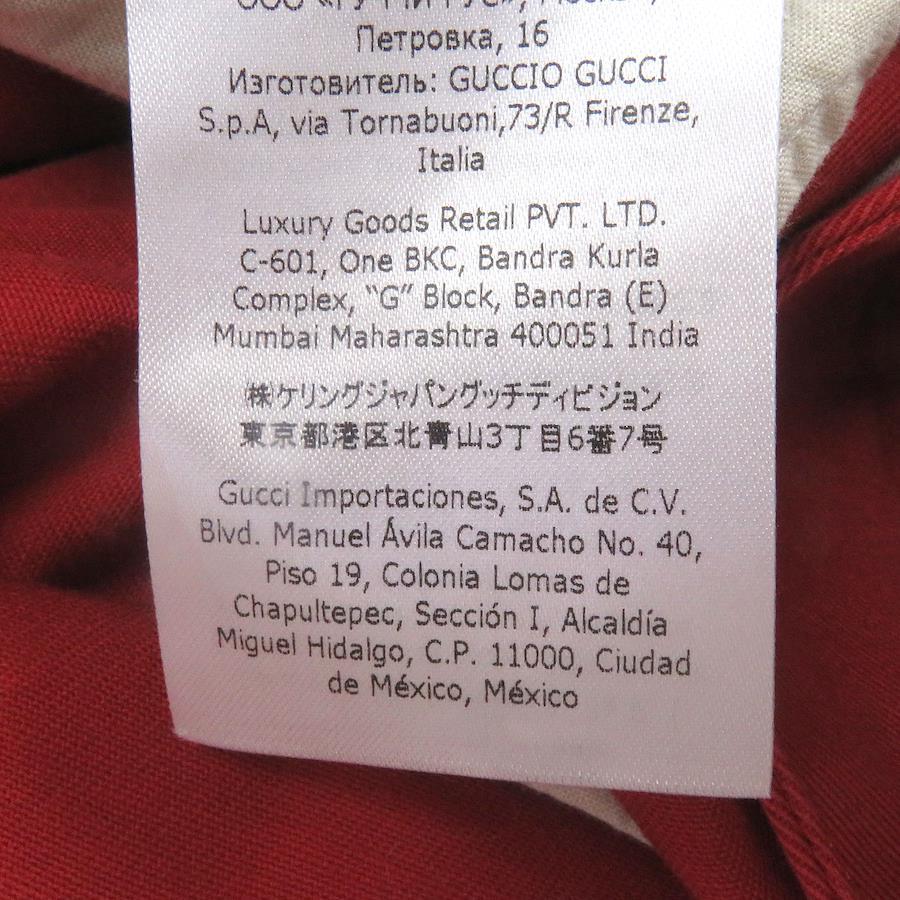 Петровка, 16
Изготовитель: GUCCIO GUCCI
S.p.A, via Tornabuoni,73/R Firenze,
Italia
Luxury Goods Retail PVT. LTD.
C-601, One BKC, Bandra Kurla
Complex, "G" Block, Bandra (E)
Mumbai Maharashtra 400051 India
㈱ケリングジャパングッチディビジョン
東京都港区北青山3丁目6番7号
Gucci Importaciones, S.A. de C.V.
Blvd. Manuel Ávila Camacho No. 40,
Piso 19, Colonia Lomas de
Chapultepec, Sección I, Alcaldía
Miguel Hidalgo, C.P. 11000, Ciudad
de México, México